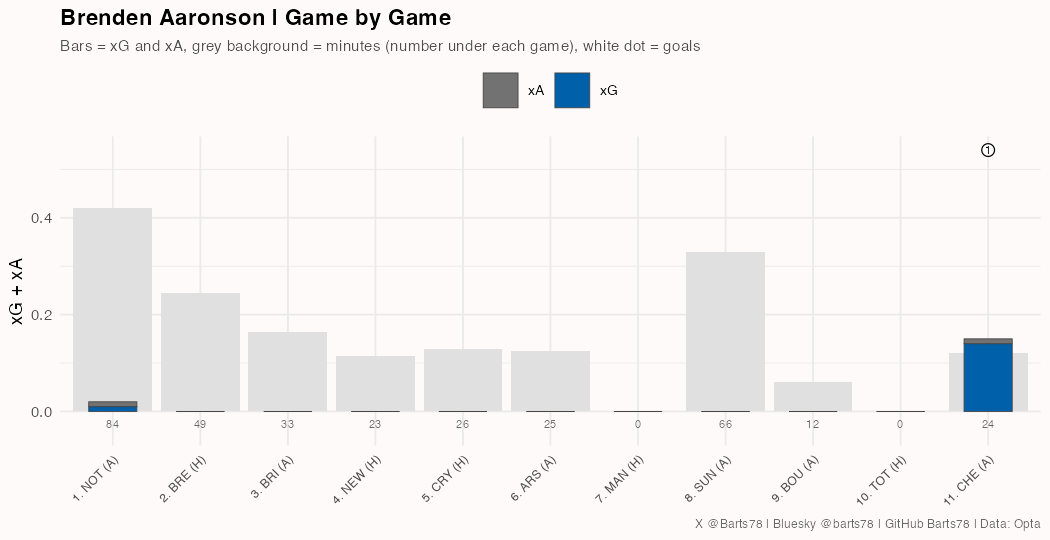 Brenden Aaronson | Game by Game
Bars = xG and xA, grey background = minutes (number under each game), white dot = goals
xA xG
1
xG + xA
0.4
0.2
0.0
84 49 33 23 26 25 0 66 12 0 24
1. NOT (A) 2. BRE (H) 3. BRI (A) 4. NEW (H) 5. CRY (H) 6. ARS (A) 7. MAN (H) 8. SUN (A) 9. BOU (A) 10. TOT (H) 11. CHE (A)
X @Barts78 | Bluesky @barts78 | GitHub Barts78 | Data: Opta